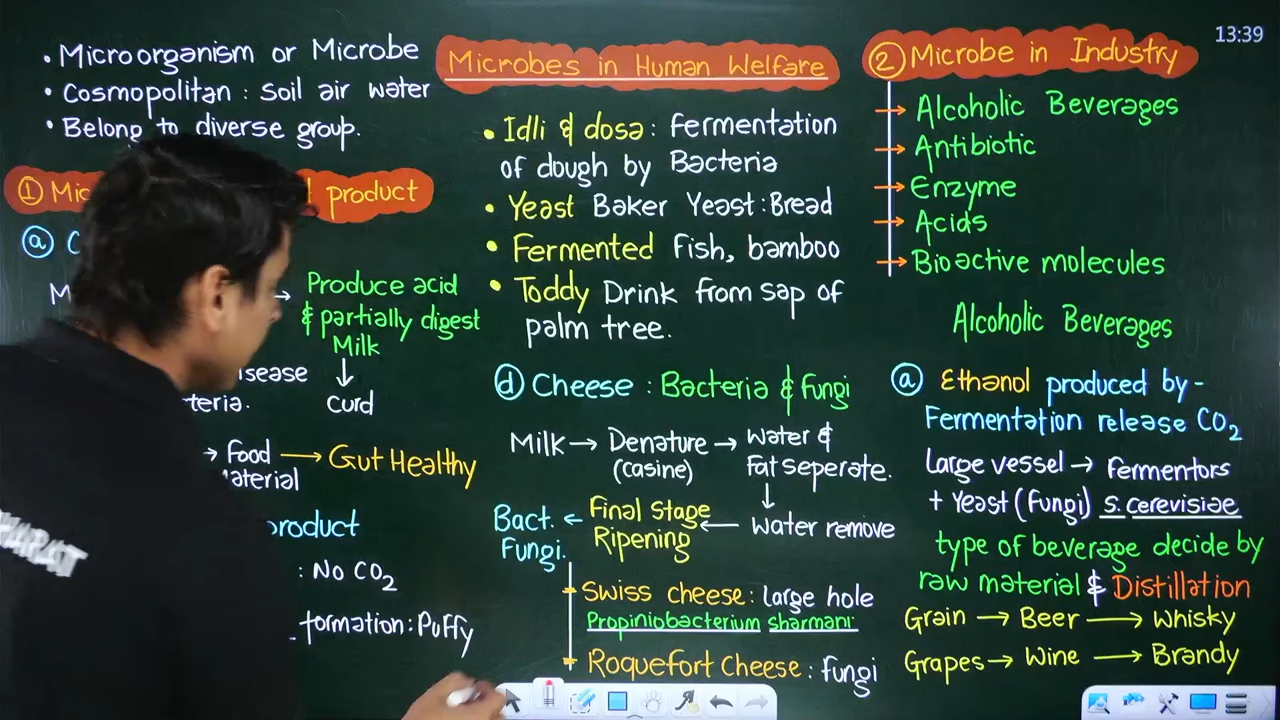 13:39
• Microorganism or Microbe
• Cosmopolitan : Soil air water
• Belong to diverse group.
① product
ⓐ
Produce acid
& partially digest
Milk
↓
curd
→ Food → Gut Healthy
product
: No CO2
formation: Puffy
Microbes in Human Welfare
• Idli & dosa : Fermentation
of dough by Bacteria
• Yeast Baker Yeast : Bread
• Fermented Fish, bamboo
• Toddy Drink from sap of
palm tree.
ⓓ Cheese : Bacteria & fungi
Milk → Denature → Water &
(casine) Fat seperate.
↓
Bact. ← Final Stage ← Water remove
Fungi. Ripening
Swiss cheese : Large hole
Propiniobacterium sharmani
Roquefort Cheese : fungi
② Microbe in Industry
→ Alcoholic Beverages
→ Antibiotic
→ Enzyme
→ Acids
→ Bioactive molecules
Alcoholic Beverages
ⓐ Ethanol produced by -
Fermentation release CO2
Large vessel → fermentors
+ Yeast (Fungi) S. cerevisiae
type of beverage decide by
raw material & Distillation
Grain → Beer → Whisky
Grapes → Wine → Brandy